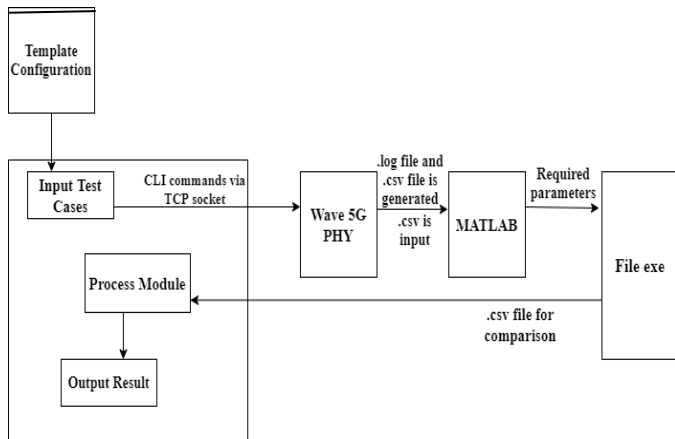 Template
Configuration
Input Test
Cases
CLI commands via
TCP socket
Wave 5G
PHY
.log file and
.csv file is
generated
.csv is
input
MATLAB
Required
parameters
File exe
.csv file for
comparison
Process Module
Output Result